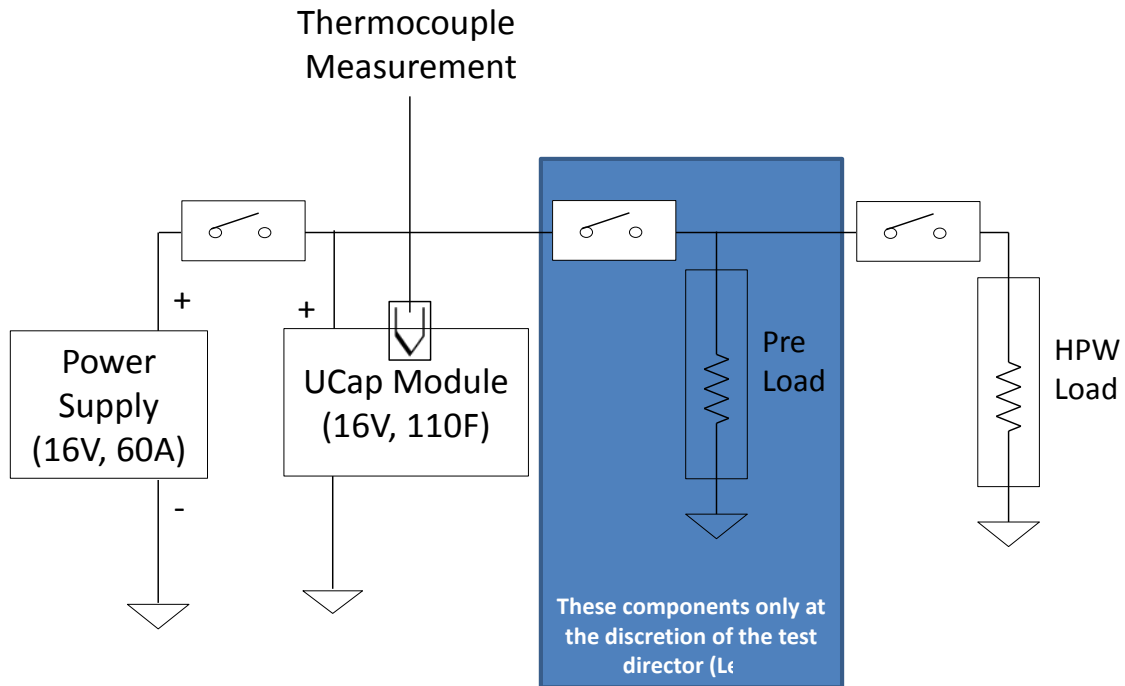 Thermocouple
Measurement
+
+
Power
Supply
(16V, 60A)
-
UCap Module
(16V, 110F)
Pre
Load
HPW
Load
These components only at
the discretion of the test
director